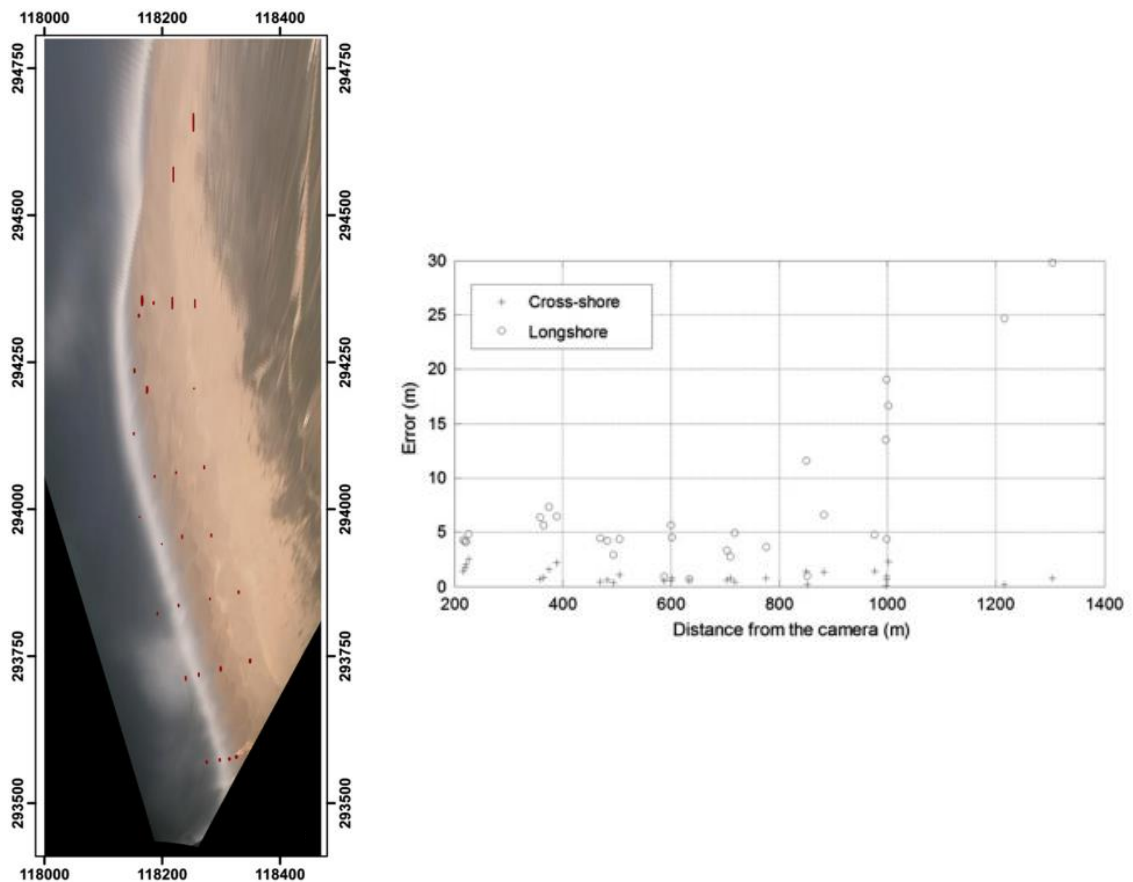 118000 118200 118400
294750 294750
294500 294500
294250 294250
294000 294000
293750 293750
293500 293500
118000 118200 118400
30
25
20
15
10
5
0
Error (m)
Cross-shore
Longshore
200 400 600 800 1000 1200 1400
Distance from the camera (m)